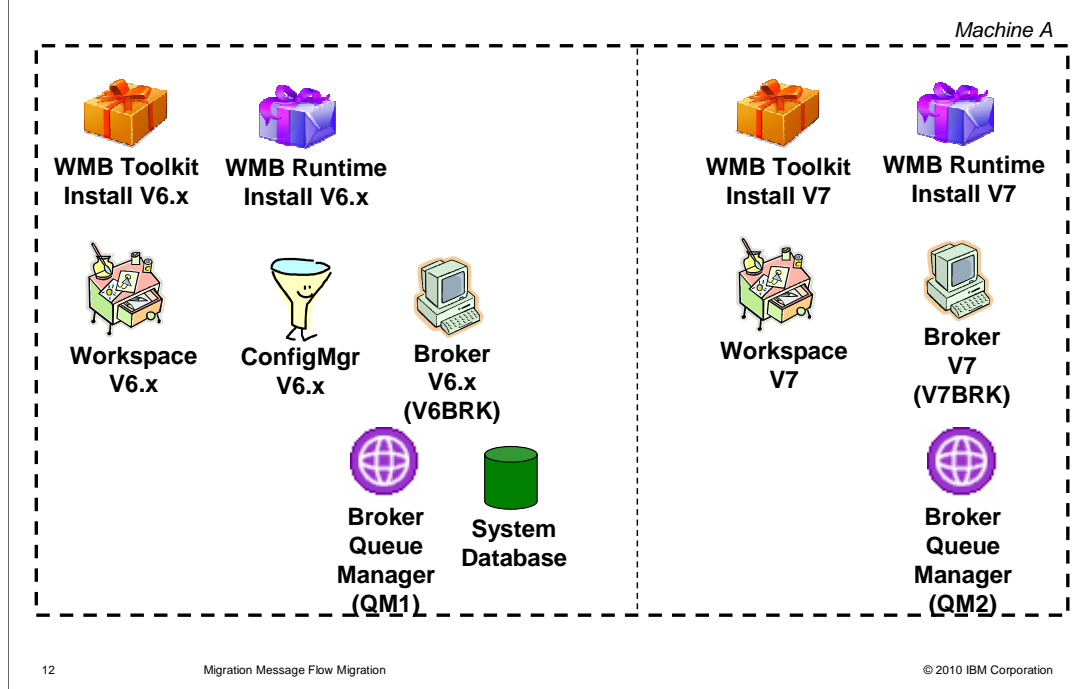 Machine A
WMB Toolkit
Install V6.x
WMB Runtime
Install V6.x
WMB Toolkit
Install V7
WMB Runtime
Install V7
Workspace
V6.x
ConfigMgr
V6.x
Broker
V6.x
(V6BRK)
Workspace
V7
Broker
V7
(V7BRK)
Broker
Queue
Manager
(QM1)
System
Database
Broker
Queue
Manager
(QM2)
12
Migration Message Flow Migration
© 2010 IBM Corporation